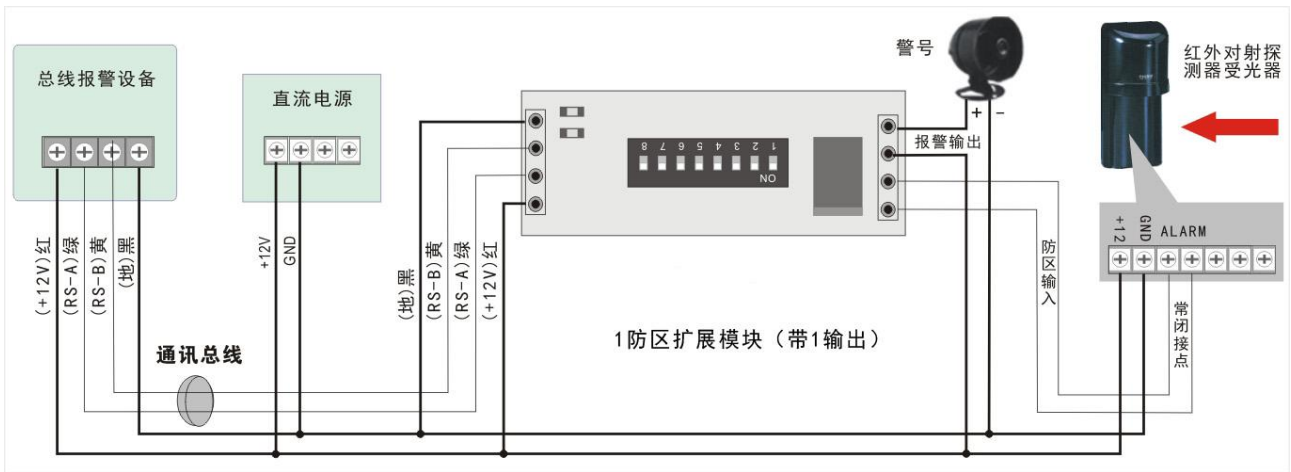 总线报警设备
(+12V)红
(RS-A)绿
(RS-B)黄
(地)黑
通讯总线
直流电源
+12V
GND
(地)黑
(RS-B)黄
(RS-A)绿
(+12V)红
8 7 6 5 4 3 2 1
ON
1防区扩展模块（带1输出）
警号
+ -
报警输出
防区输入
红外对射探
测器受光器
+12
GND
ALARM
常闭接点